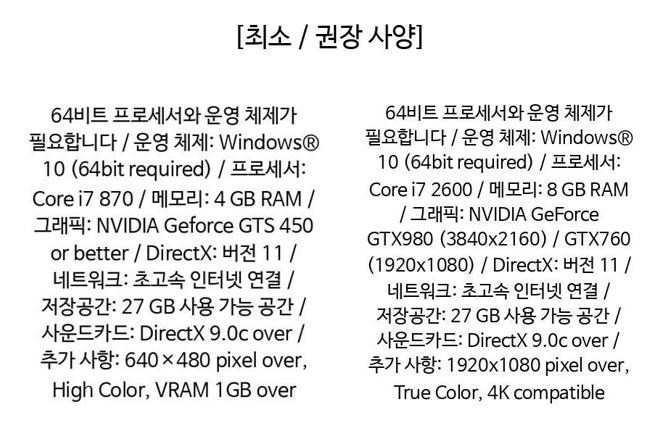 [최소 / 권장 사양]
64비트 프로세서와 운영 체제가
필요합니다 / 운영 체제: Windows®
10 (64bit required) / 프로세서:
Core i7 870 / 메모리: 4 GB RAM /
그래픽: NVIDIA Geforce GTS 450
or better / DirectX: 버전 11 /
네트워크: 초고속 인터넷 연결 /
저장공간: 27 GB 사용 가능 공간 /
사운드카드: DirectX 9.0c over /
추가 사항: 640×480 pixel over,
High Color, VRAM 1GB over
64비트 프로세서와 운영 체제가
필요합니다 / 운영 체제: Windows®
10 (64bit required) / 프로세서:
Core i7 2600 / 메모리: 8 GB RAM
/ 그래픽: NVIDIA GeForce
GTX980 (3840x2160) / GTX760
(1920x1080) / DirectX: 버전 11 /
네트워크: 초고속 인터넷 연결 /
저장공간: 27 GB 사용 가능 공간 /
사운드카드: DirectX 9.0c over /
추가 사항: 1920x1080 pixel over,
True Color, 4K compatible